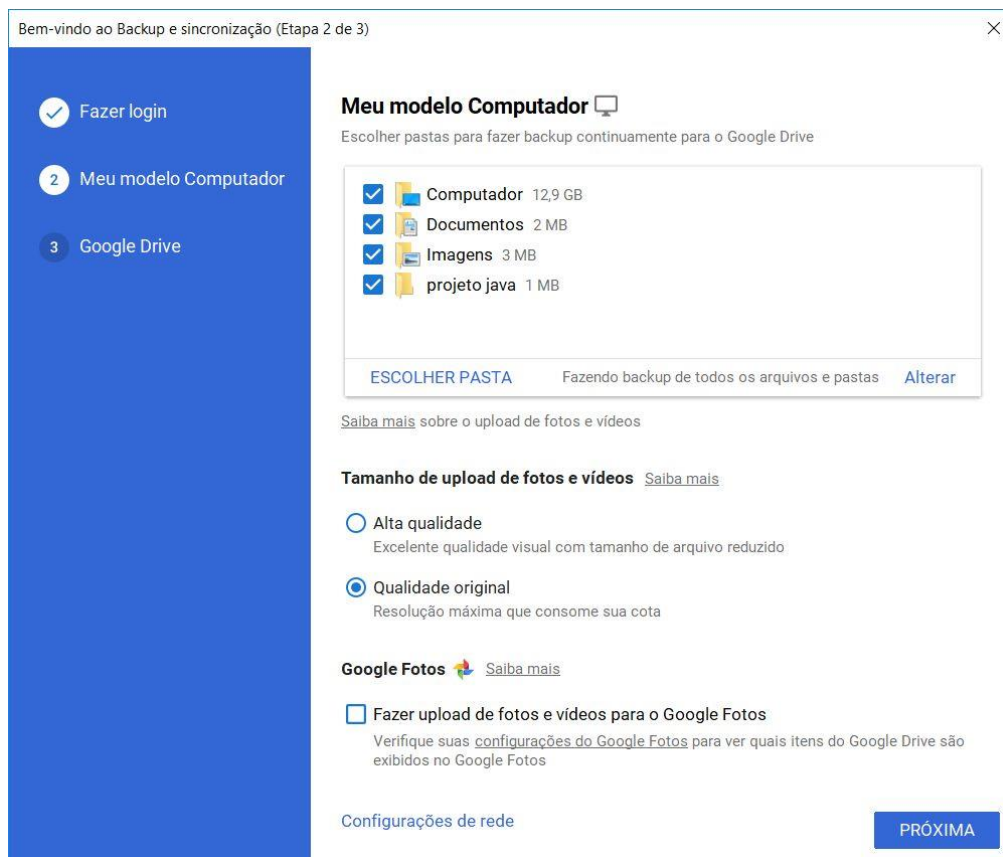 Bem-vindo ao Backup e sincronização (Etapa 2 de 3)
Fazer login
2 Meu modelo Computador
3 Google Drive
Meu modelo Computador
Escolher pastas para fazer backup continuamente para o Google Drive
Computador 12,9 GB
Documentos 2 MB
Imagens 3 MB
projeto java 1 MB
ESCOLHER PASTA Fazendo backup de todos os arquivos e pastas Alterar
Saiba mais sobre o upload de fotos e vídeos
Tamanho de upload de fotos e vídeos Saiba mais
Alta qualidade
Excelente qualidade visual com tamanho de arquivo reduzido
Qualidade original
Resolução máxima que consome sua cota
Google Fotos Saiba mais
Fazer upload de fotos e vídeos para o Google Fotos
Verifique suas configurações do Google Fotos para ver quais itens do Google Drive são
exibidos no Google Fotos
Configurações de rede
PRÓXIMA